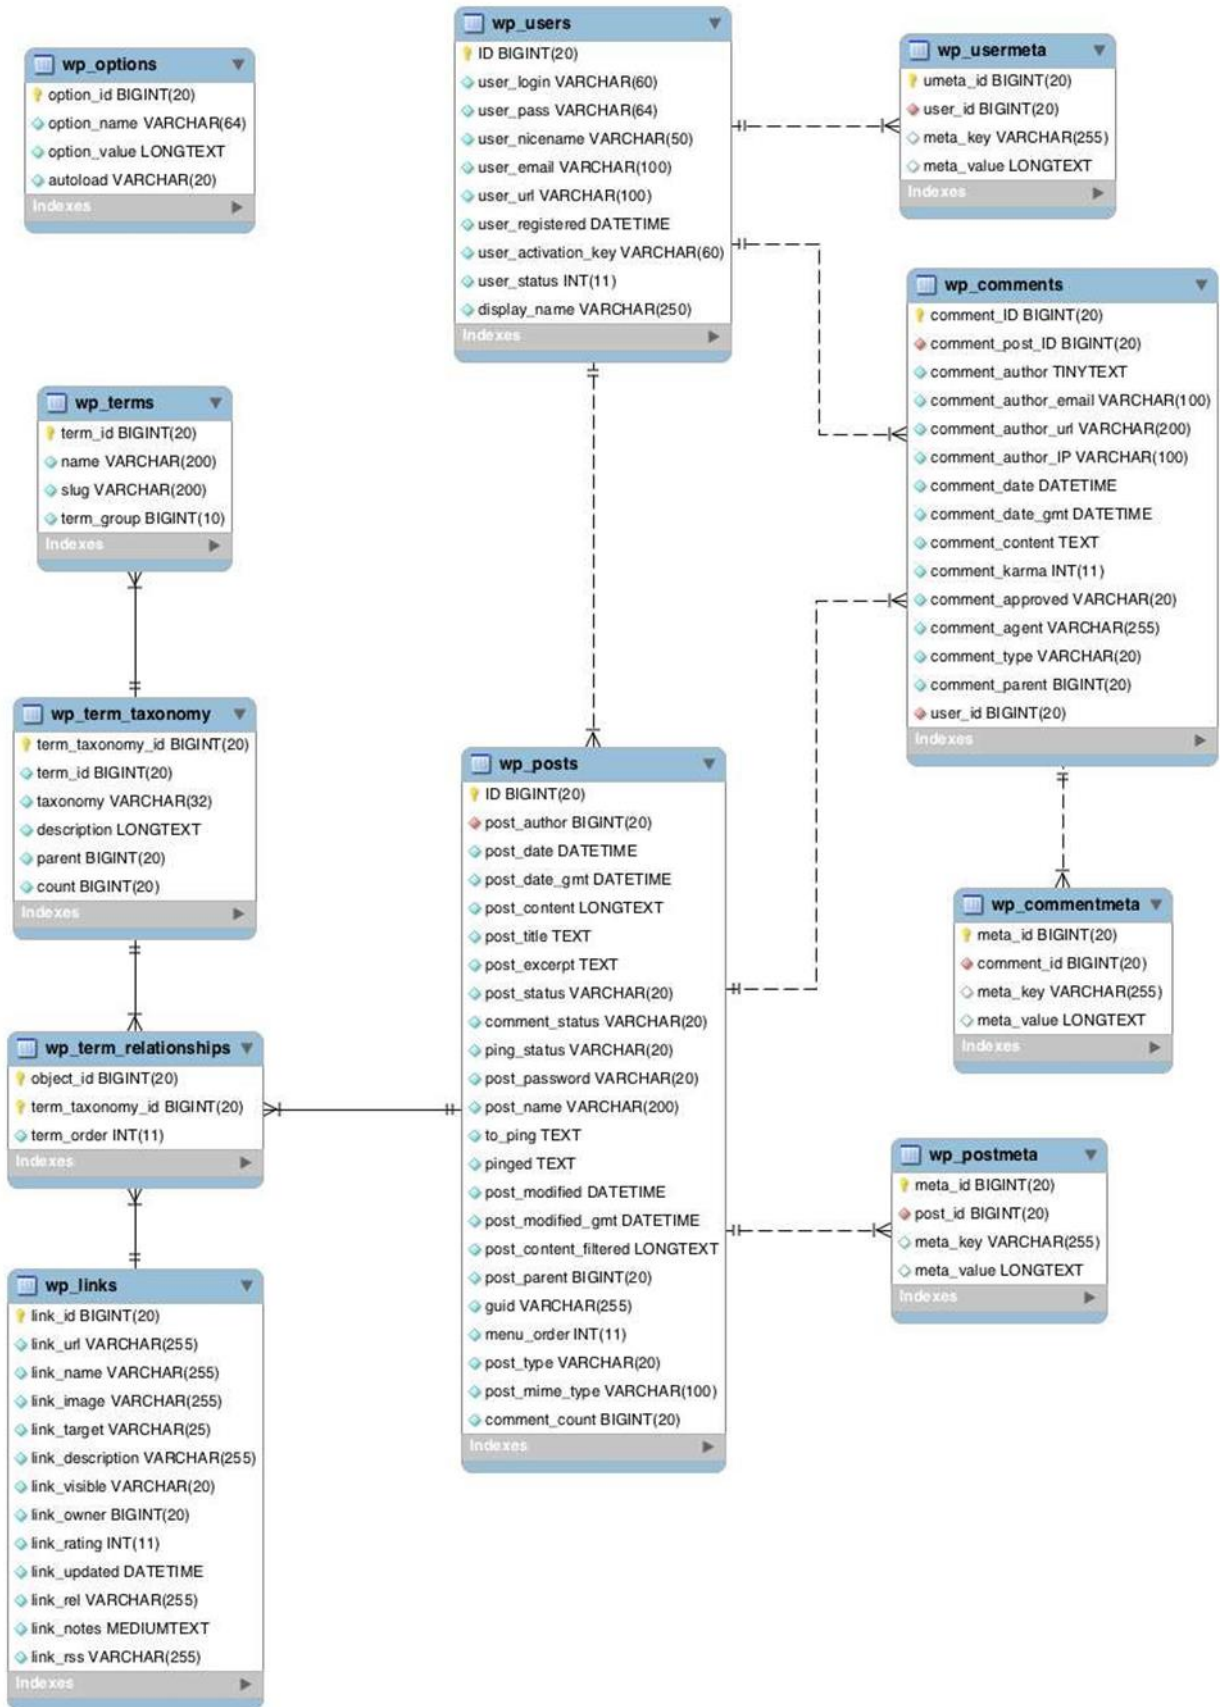 wp_options
option_id BIGINT(20)
option_name VARCHAR(64)
option_value LONGTEXT
autoload VARCHAR(20)
Indexes
wp_users
ID BIGINT(20)
user_login VARCHAR(60)
user_pass VARCHAR(64)
user_nicename VARCHAR(50)
user_email VARCHAR(100)
user_url VARCHAR(100)
user_registered DATETIME
user_activation_key VARCHAR(60)
user_status INT(11)
display_name VARCHAR(250)
Indexes
wp_usermeta
umeta_id BIGINT(20)
user_id BIGINT(20)
meta_key VARCHAR(255)
meta_value LONGTEXT
Indexes
wp_comments
comment_ID BIGINT(20)
comment_post_ID BIGINT(20)
comment_author TINYTEXT
comment_author_email VARCHAR(100)
comment_author_url VARCHAR(200)
comment_author_IP VARCHAR(100)
comment_date DATETIME
comment_date_gmt DATETIME
comment_content TEXT
comment_karma INT(11)
comment_approved VARCHAR(20)
comment_agent VARCHAR(255)
comment_type VARCHAR(20)
comment_parent BIGINT(20)
user_id BIGINT(20)
Indexes
wp_terms
term_id BIGINT(20)
name VARCHAR(200)
slug VARCHAR(200)
term_group BIGINT(10)
Indexes
wp_term_taxonomy
term_taxonomy_id BIGINT(20)
term_id BIGINT(20)
taxonomy VARCHAR(32)
description LONGTEXT
parent BIGINT(20)
count BIGINT(20)
Indexes
wp_posts
ID BIGINT(20)
post_author BIGINT(20)
post_date DATETIME
post_date_gmt DATETIME
post_content LONGTEXT
post_title TEXT
post_excerpt TEXT
post_status VARCHAR(20)
comment_status VARCHAR(20)
ping_status VARCHAR(20)
post_password VARCHAR(20)
post_name VARCHAR(200)
to_ping TEXT
pinged TEXT
post_modified DATETIME
post_modified_gmt DATETIME
post_content_filtered LONGTEXT
post_parent BIGINT(20)
guid VARCHAR(255)
menu_order INT(11)
post_type VARCHAR(20)
post_mime_type VARCHAR(100)
comment_count BIGINT(20)
Indexes
wp_commentmeta
meta_id BIGINT(20)
comment_id BIGINT(20)
meta_key VARCHAR(255)
meta_value LONGTEXT
Indexes
wp_term_relationships
object_id BIGINT(20)
term_taxonomy_id BIGINT(20)
term_order INT(11)
Indexes
wp_postmeta
meta_id BIGINT(20)
post_id BIGINT(20)
meta_key VARCHAR(255)
meta_value LONGTEXT
Indexes
wp_links
link_id BIGINT(20)
link_url VARCHAR(255)
link_name VARCHAR(255)
link_image VARCHAR(255)
link_target VARCHAR(25)
link_description VARCHAR(255)
link_visible VARCHAR(20)
link_owner BIGINT(20)
link_rating INT(11)
link_updated DATETIME
link_rel VARCHAR(255)
link_notes MEDIUMTEXT
link_rss VARCHAR(255)
Indexes